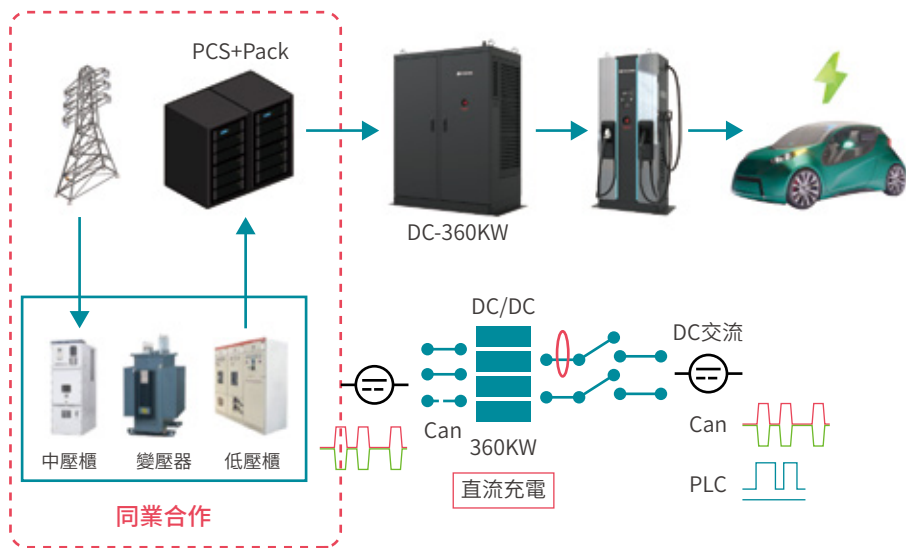 PCS+Pack
DC-360KW
中壓櫃
變壓器
低壓櫃
同業合作
DC/DC
Can
360KW
直流充電
DC交流
Can
PLC